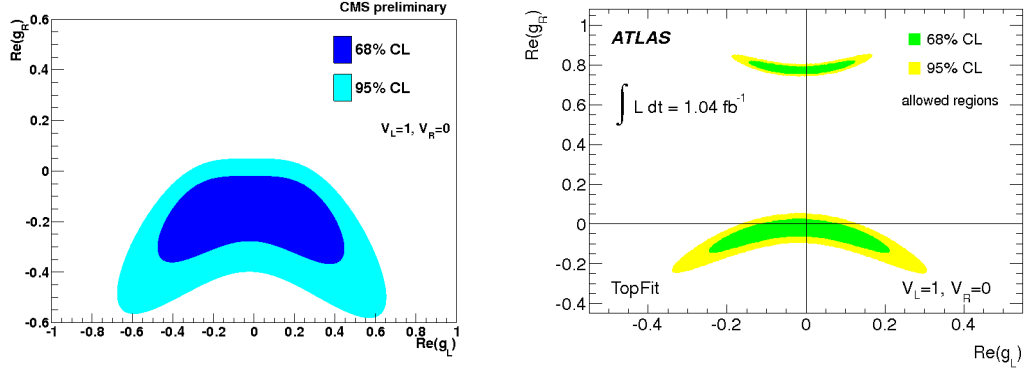 CMS preliminary
Re(g_R)
0.6
0.4
0.2
0
-0.2
-0.4
-0.6
68% CL
95% CL
V_L=1, V_R=0
-1 -0.8 -0.6 -0.4 -0.2 0 0.2 0.4 0.6 0.8 1
Re(g_L)
Re(g_R)
1
0.8
0.6
0.4
0.2
0
-0.2
-0.4
ATLAS
∫ L dt = 1.04 fb⁻¹
68% CL
95% CL
allowed regions
TopFit
V_L=1, V_R=0
-0.4 -0.2 0 0.2 0.4
Re(g_L)